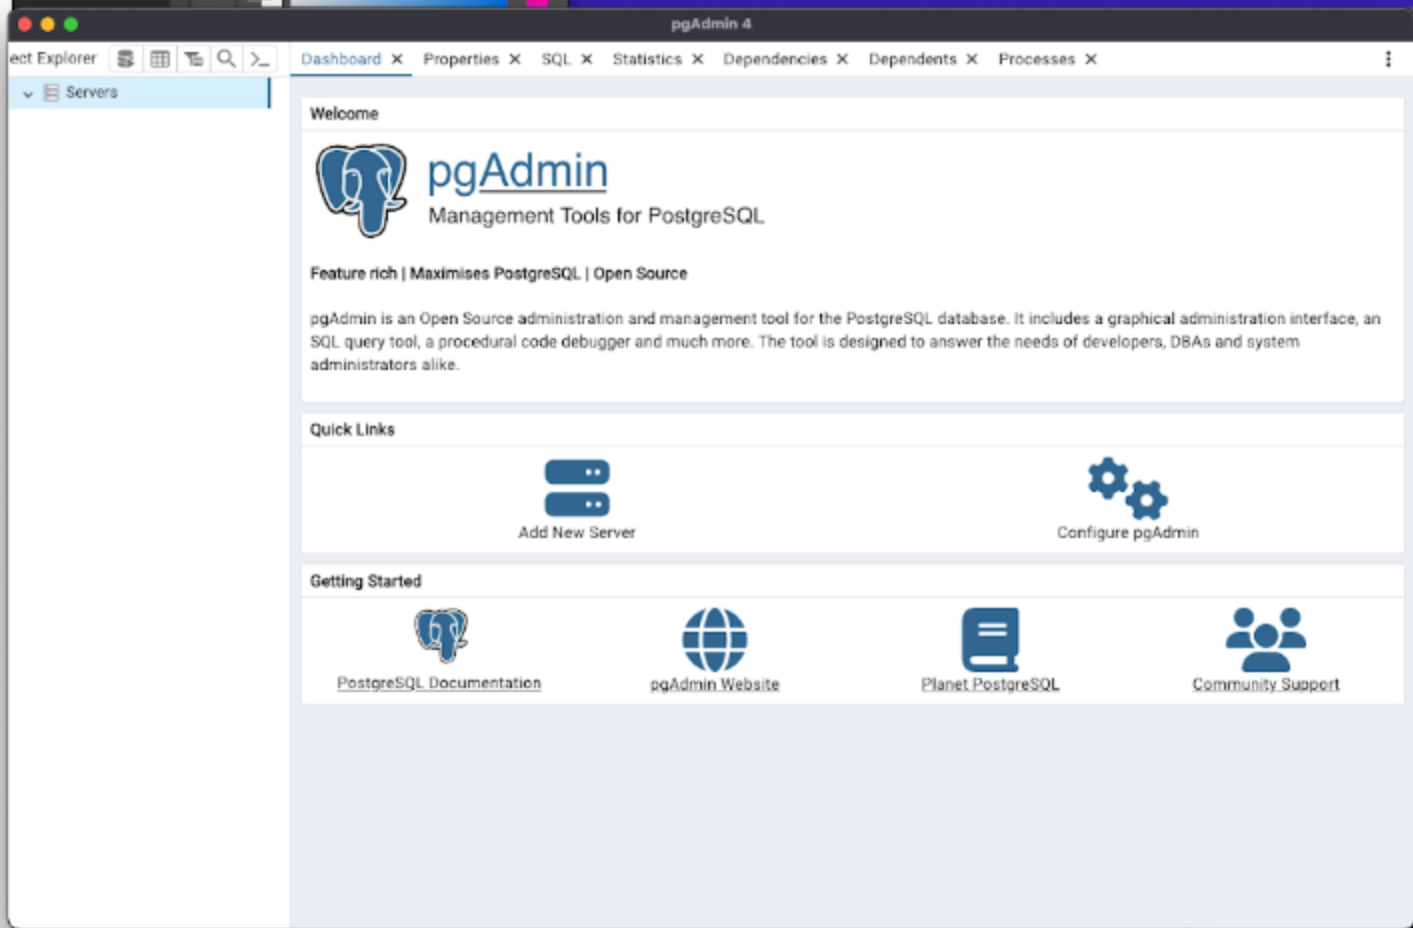 pgAdmin 4
ect Explorer
Dashboard Properties SQL Statistics Dependencies Dependents Processes
Servers
Welcome
pgAdmin
Management Tools for PostgreSQL
Feature rich | Maximises PostgreSQL | Open Source
pgAdmin is an Open Source administration and management tool for the PostgreSQL database. It includes a graphical administration interface, an
SQL query tool, a procedural code debugger and much more. The tool is designed to answer the needs of developers, DBAs and system
administrators alike.
Quick Links
Add New Server
Configure pgAdmin
Getting Started
PostgreSQL Documentation
pgAdmin Website
Planet PostgreSQL
Community Support